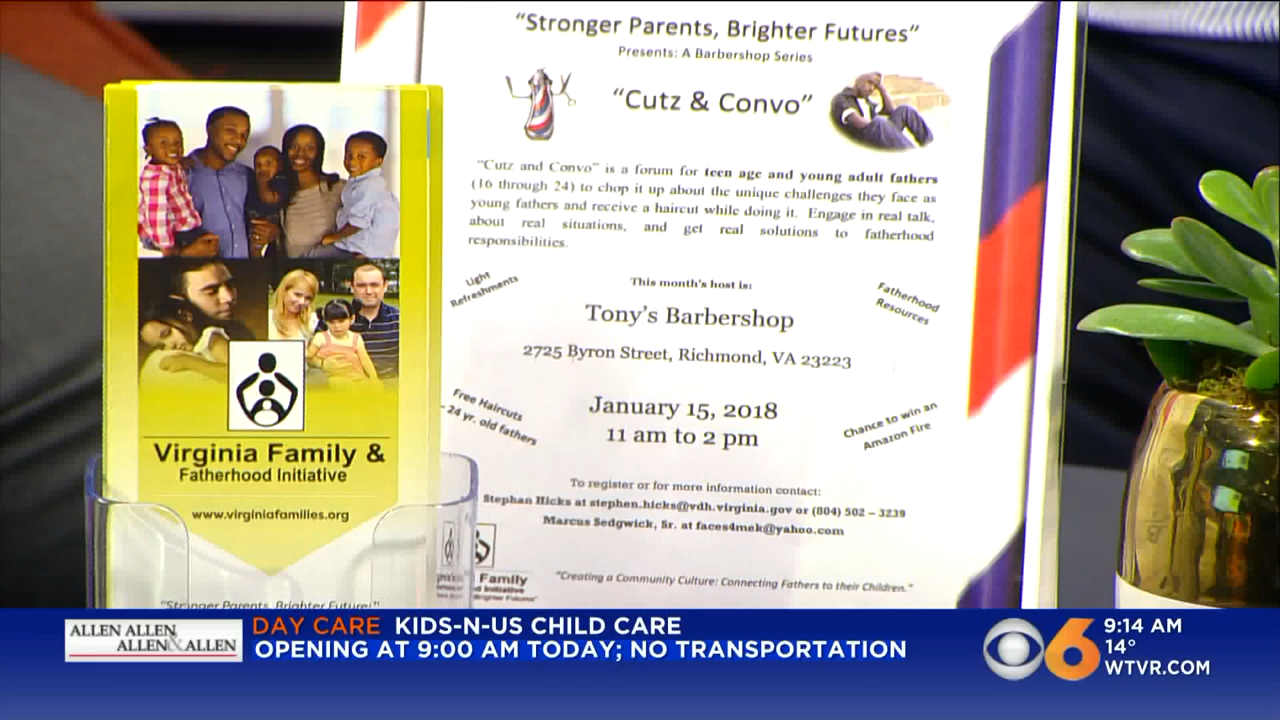 "Stronger Parents, Brighter Futures"
Presents: A Barbershop Series
"Cutz & Convo"
"Cutz and Convo" is a forum for teen age and young adult fathers
(16 through 24) to chop it up about the unique challenges they face as
young fathers and receive a haircut while doing it. Engage in real talk,
about real situations, and get real solutions to fatherhood
responsibilities.
Light
Refreshments
This month's host is:
Fatherhood
Resources
Tony's Barbershop
2725 Byron Street, Richmond, VA 23223
Free Haircuts
- 24 yr. old fathers
January 15, 2018
11 am to 2 pm
Chance to win an
Amazon Fire
To register or for more information contact:
Stephan Hicks at stephen.hicks@vdh.virginia.gov or (804) 502 – 3239
Marcus Sedgwick, Sr. at faces4mek@yahoo.com
Family
"Creating a Community Culture: Connecting Fathers to their Children."
Virginia Family &
Fatherhood Initiative
www.virginiafamilies.org
"Stronger Parents, Brighter Future!"
ALLEN ALLEN
ALLEN & ALLEN
DAY CARE KIDS-N-US CHILD CARE
OPENING AT 9:00 AM TODAY; NO TRANSPORTATION
6
9:14 AM
14°
WTVR.COM